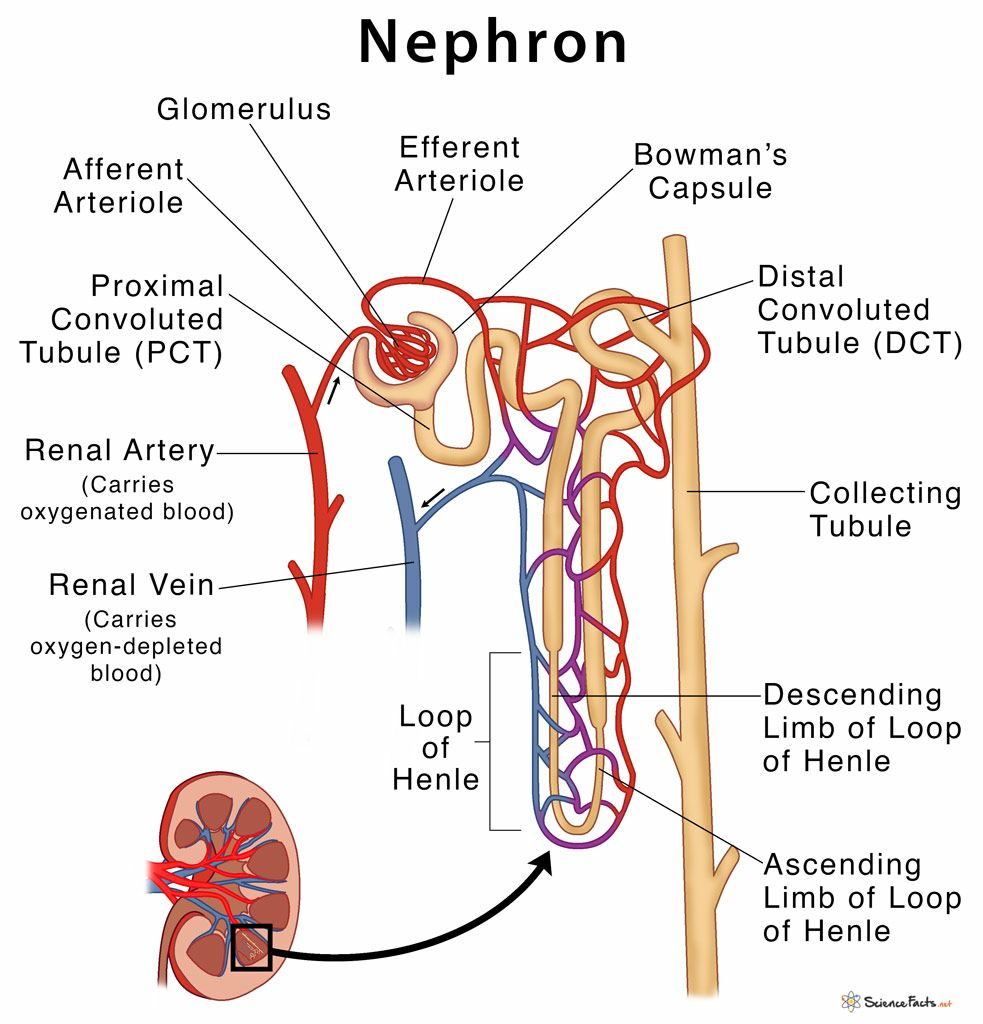 Nephron
Glomerulus
Afferent
Arteriole
Efferent
Arteriole
Bowman's
Capsule
Proximal
Convoluted
Tubule (PCT)
Distal
Convoluted
Tubule (DCT)
Renal Artery
(Carries
oxygenated blood)
Collecting
Tubule
Renal Vein
(Carries
oxygen-depleted
blood)
Loop
of
Henle
Descending
Limb of Loop
of Henle
Ascending
Limb of Loop
of Henle
ScienceFacts.net